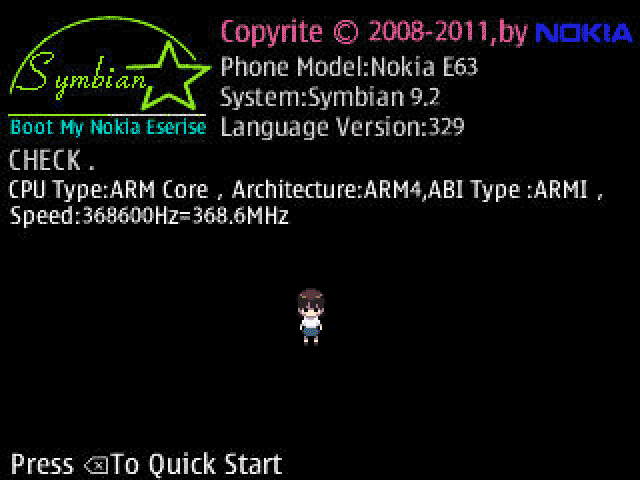 Copyrite © 2008-2011,by NOKIA
Symbian
Phone Model:Nokia E63
System:Symbian 9.2
Boot My Nokia Eserise
Language Version:329
CHECK .
CPU Type:ARM Core , Architecture:ARM4,ABI Type :ARMI ,
Speed:368600Hz=368.6MHz
Press ⌫To Quick Start